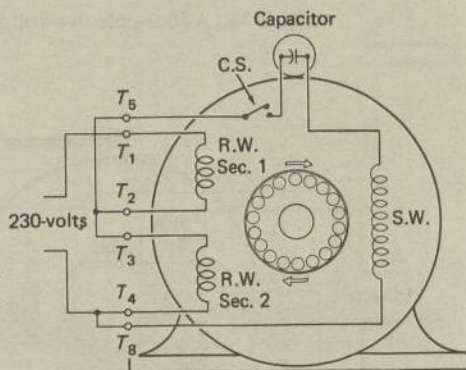 Capacitor
C.S.
T5
T1
R.W.
Sec. 1
T2
230-volts
S.W.
T3
R.W.
Sec. 2
T4
T8